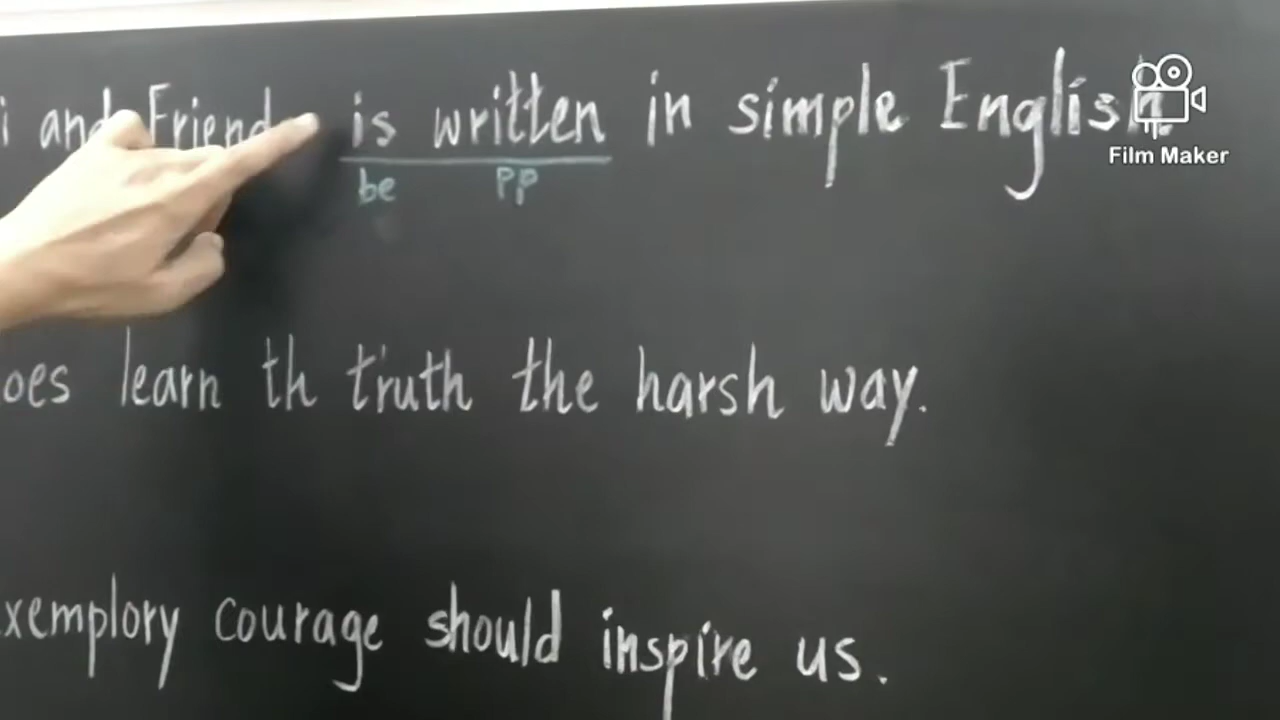 i and Friends is written in simple English.
be pp
oes learn th truth the harsh way.
xemplory courage should inspire us.
Film Maker